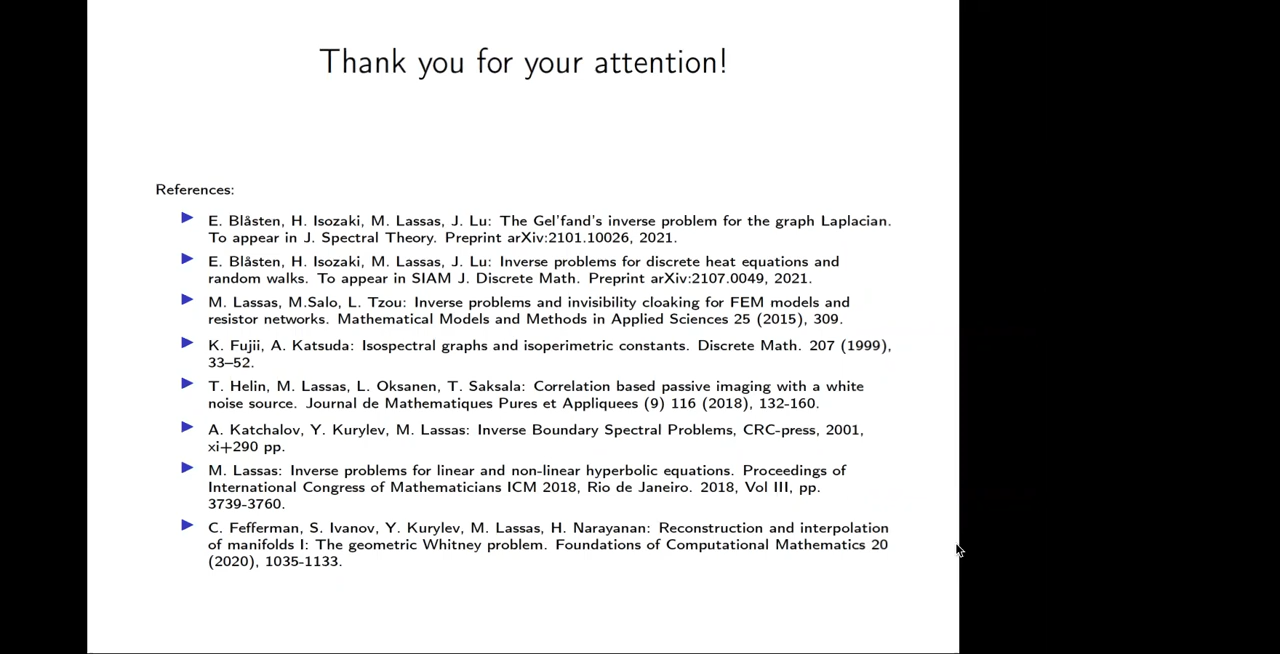 Thank you for your attention!
References:
E. Blåsten, H. Isozaki, M. Lassas, J. Lu: The Gel'fand's inverse problem for the graph Laplacian.
To appear in J. Spectral Theory. Preprint arXiv:2101.10026, 2021.
E. Blåsten, H. Isozaki, M. Lassas, J. Lu: Inverse problems for discrete heat equations and
random walks. To appear in SIAM J. Discrete Math. Preprint arXiv:2107.0049, 2021.
M. Lassas, M.Salo, L. Tzou: Inverse problems and invisibility cloaking for FEM models and
resistor networks. Mathematical Models and Methods in Applied Sciences 25 (2015), 309.
K. Fujii, A. Katsuda: Isospectral graphs and isoperimetric constants. Discrete Math. 207 (1999),
33–52.
T. Helin, M. Lassas, L. Oksanen, T. Saksala: Correlation based passive imaging with a white
noise source. Journal de Mathematiques Pures et Appliquees (9) 116 (2018), 132-160.
A. Katchalov, Y. Kurylev, M. Lassas: Inverse Boundary Spectral Problems, CRC-press, 2001,
xi+290 pp.
M. Lassas: Inverse problems for linear and non-linear hyperbolic equations. Proceedings of
International Congress of Mathematicians ICM 2018, Rio de Janeiro. 2018, Vol III, pp.
3739-3760.
C. Fefferman, S. Ivanov, Y. Kurylev, M. Lassas, H. Narayanan: Reconstruction and interpolation
of manifolds I: The geometric Whitney problem. Foundations of Computational Mathematics 20
(2020), 1035-1133.